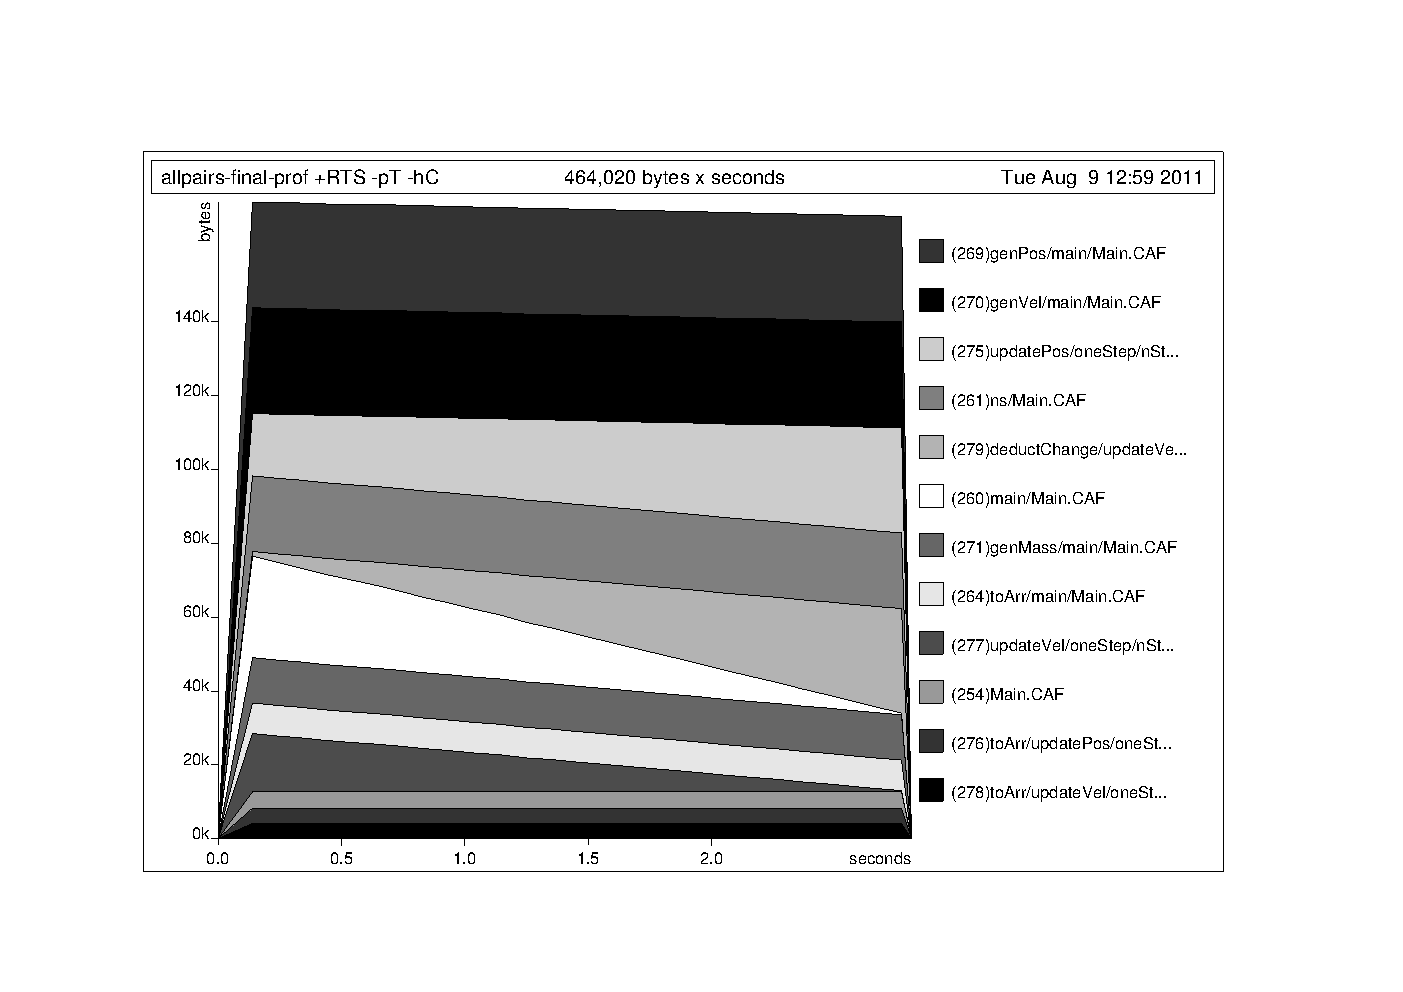 allpairs-final-prof +RTS -pT -hC
464,020 bytes x seconds
Tue Aug  9 12:59 2011
bytes
140k
120k
100k
80k
60k
40k
20k
0k
0.0
0.5
1.0
1.5
2.0
seconds
(269)genPos/main/Main.CAF
(270)genVel/main/Main.CAF
(275)updatePos/oneStep/nSt...
(261)ns/Main.CAF
(279)deductChange/updateVe...
(260)main/Main.CAF
(271)genMass/main/Main.CAF
(264)toArr/main/Main.CAF
(277)updateVel/oneStep/nSt...
(254)Main.CAF
(276)toArr/updatePos/oneSt...
(278)toArr/updateVel/oneSt...